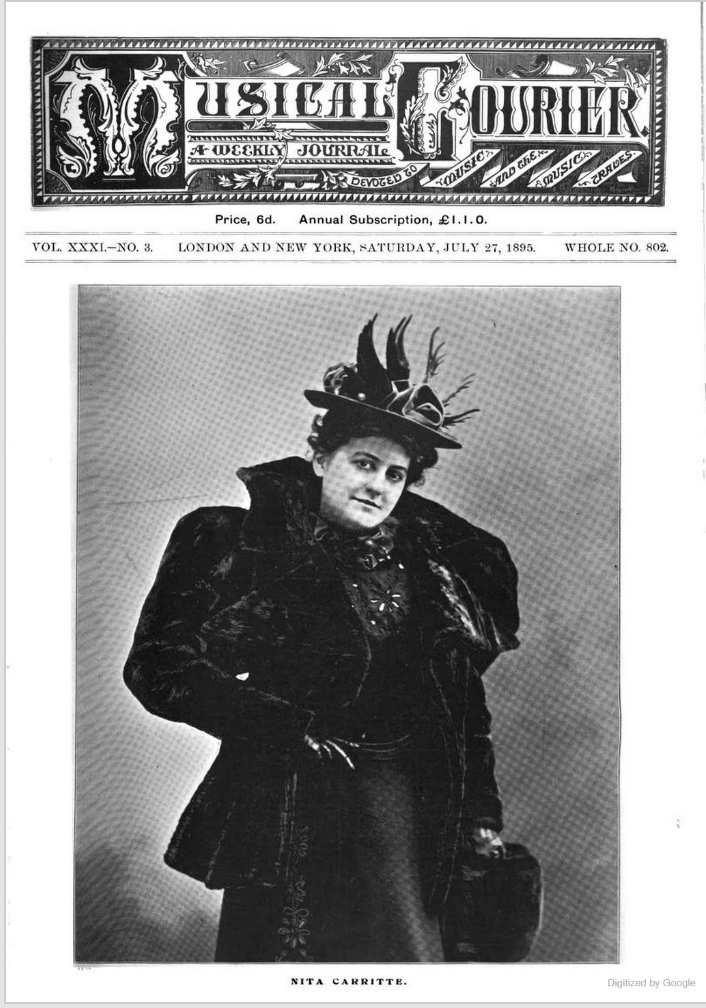 MUSICAL COURIER.
A WEEKLY JOURNAL
DEVOTED TO MUSIC AND THE MUSIC TRADES.
Price, 6d. Annual Subscription, £1.1.0.
VOL. XXXI.—NO. 3. LONDON AND NEW YORK, SATURDAY, JULY 27, 1895. WHOLE NO. 802.
NITA CARRITTE.
Digitized by Google